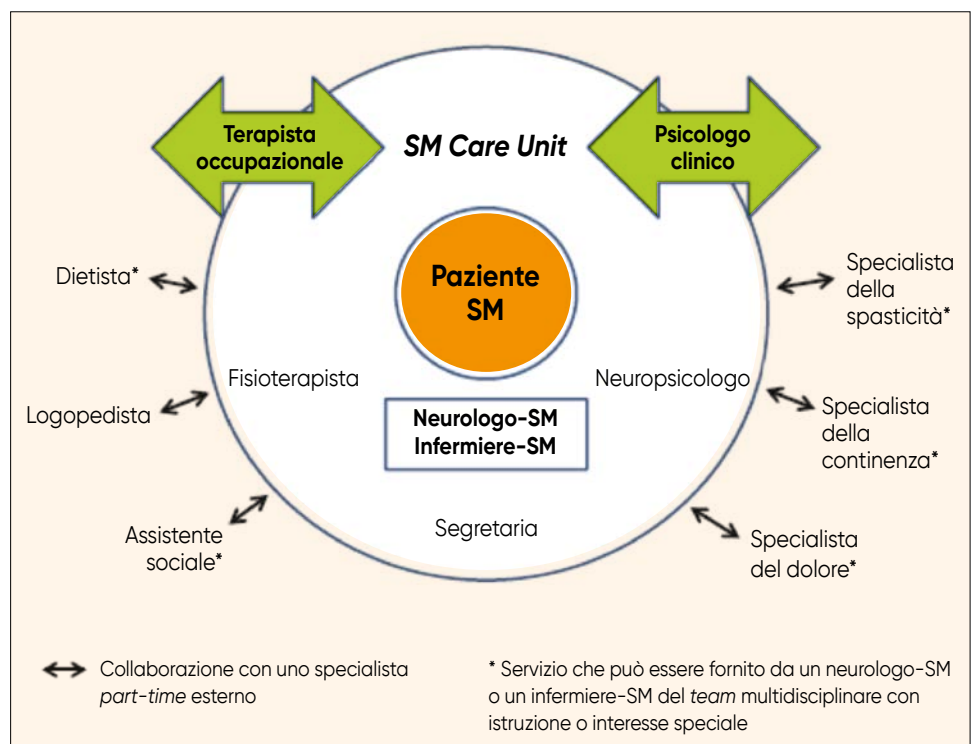 Terapista
occupazionale
SM Care Unit
Psicologo
clinico
Dietista*
Paziente
SM
Specialista
della
spasticità*
Fisioterapista
Neuropsicologo
Logopedista
Neurologo-SM
Infermiere-SM
Specialista
della
continenza*
Assistente
sociale*
Segretaria
Specialista
del dolore*
Collaborazione con uno specialista
part-time esterno
* Servizio che può essere fornito da un neurologo-SM
o un infermiere-SM del team multidisciplinare con
istruzione o interesse speciale